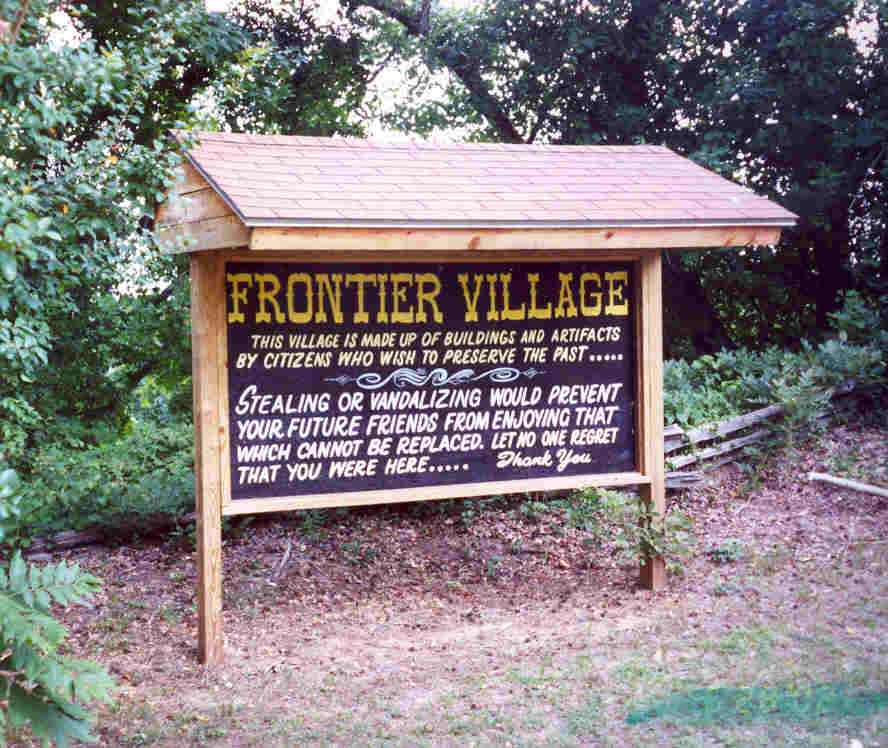 FRONTIER VILLAGE
THIS VILLAGE IS MADE UP OF BUILDINGS AND ARTIFACTS
BY CITIZENS WHO WISH TO PRESERVE THE PAST.....
STEALING OR VANDALIZING WOULD PREVENT
YOUR FUTURE FRIENDS FROM ENJOYING THAT
WHICH CANNOT BE REPLACED. LET NO ONE REGRET
THAT YOU WERE HERE..... Thank You